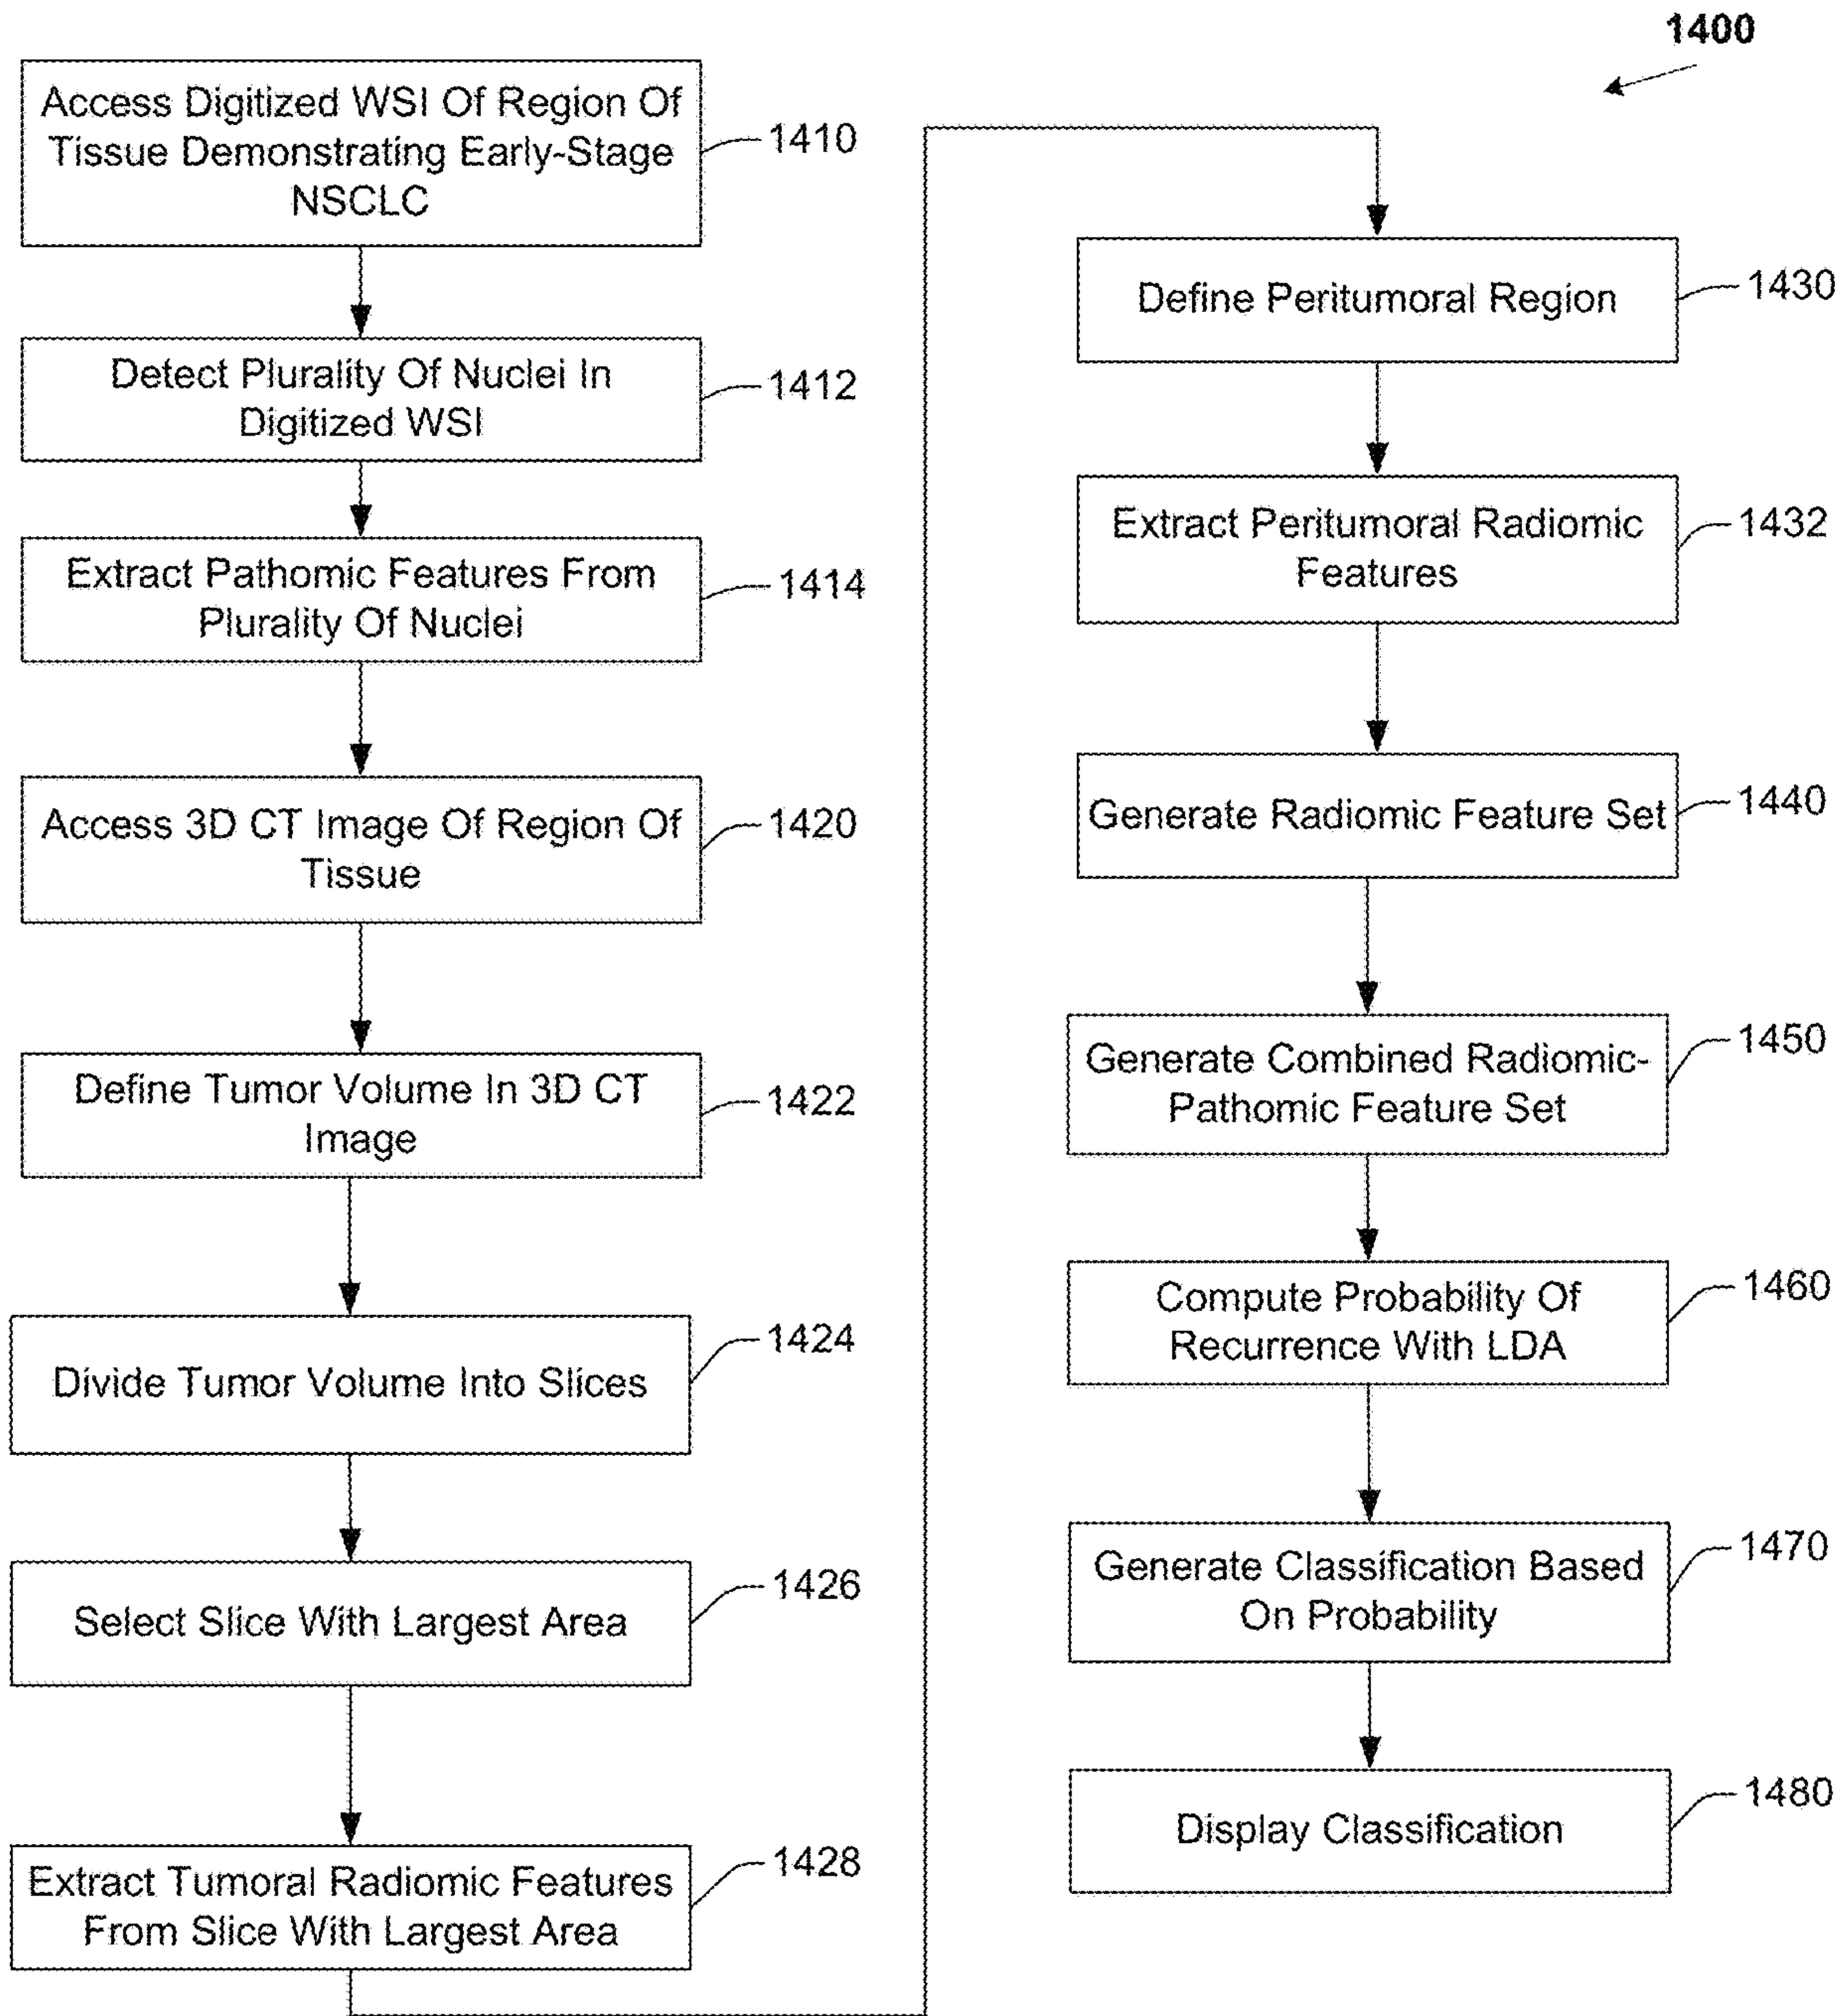 1400
Access Digitized WSI Of Region Of
Tissue Demonstrating Early-Stage
NSCLC
1410
Detect Plurality Of Nuclei In
Digitized WSI
1412
Extract Pathomic Features From
Plurality Of Nuclei
1414
Access 3D CT Image Of Region Of
Tissue
1420
Define Tumor Volume In 3D CT
Image
1422
Divide Tumor Volume Into Slices
1424
Select Slice With Largest Area
1426
Extract Tumoral Radiomic Features
From Slice With Largest Area
1428
Define Peritumoral Region
1430
Extract Peritumoral Radiomic
Features
1432
Generate Radiomic Feature Set
1440
Generate Combined Radiomic-
Pathomic Feature Set
1450
Compute Probability Of
Recurrence With LDA
1460
Generate Classification Based
On Probability
1470
Display Classification
1480